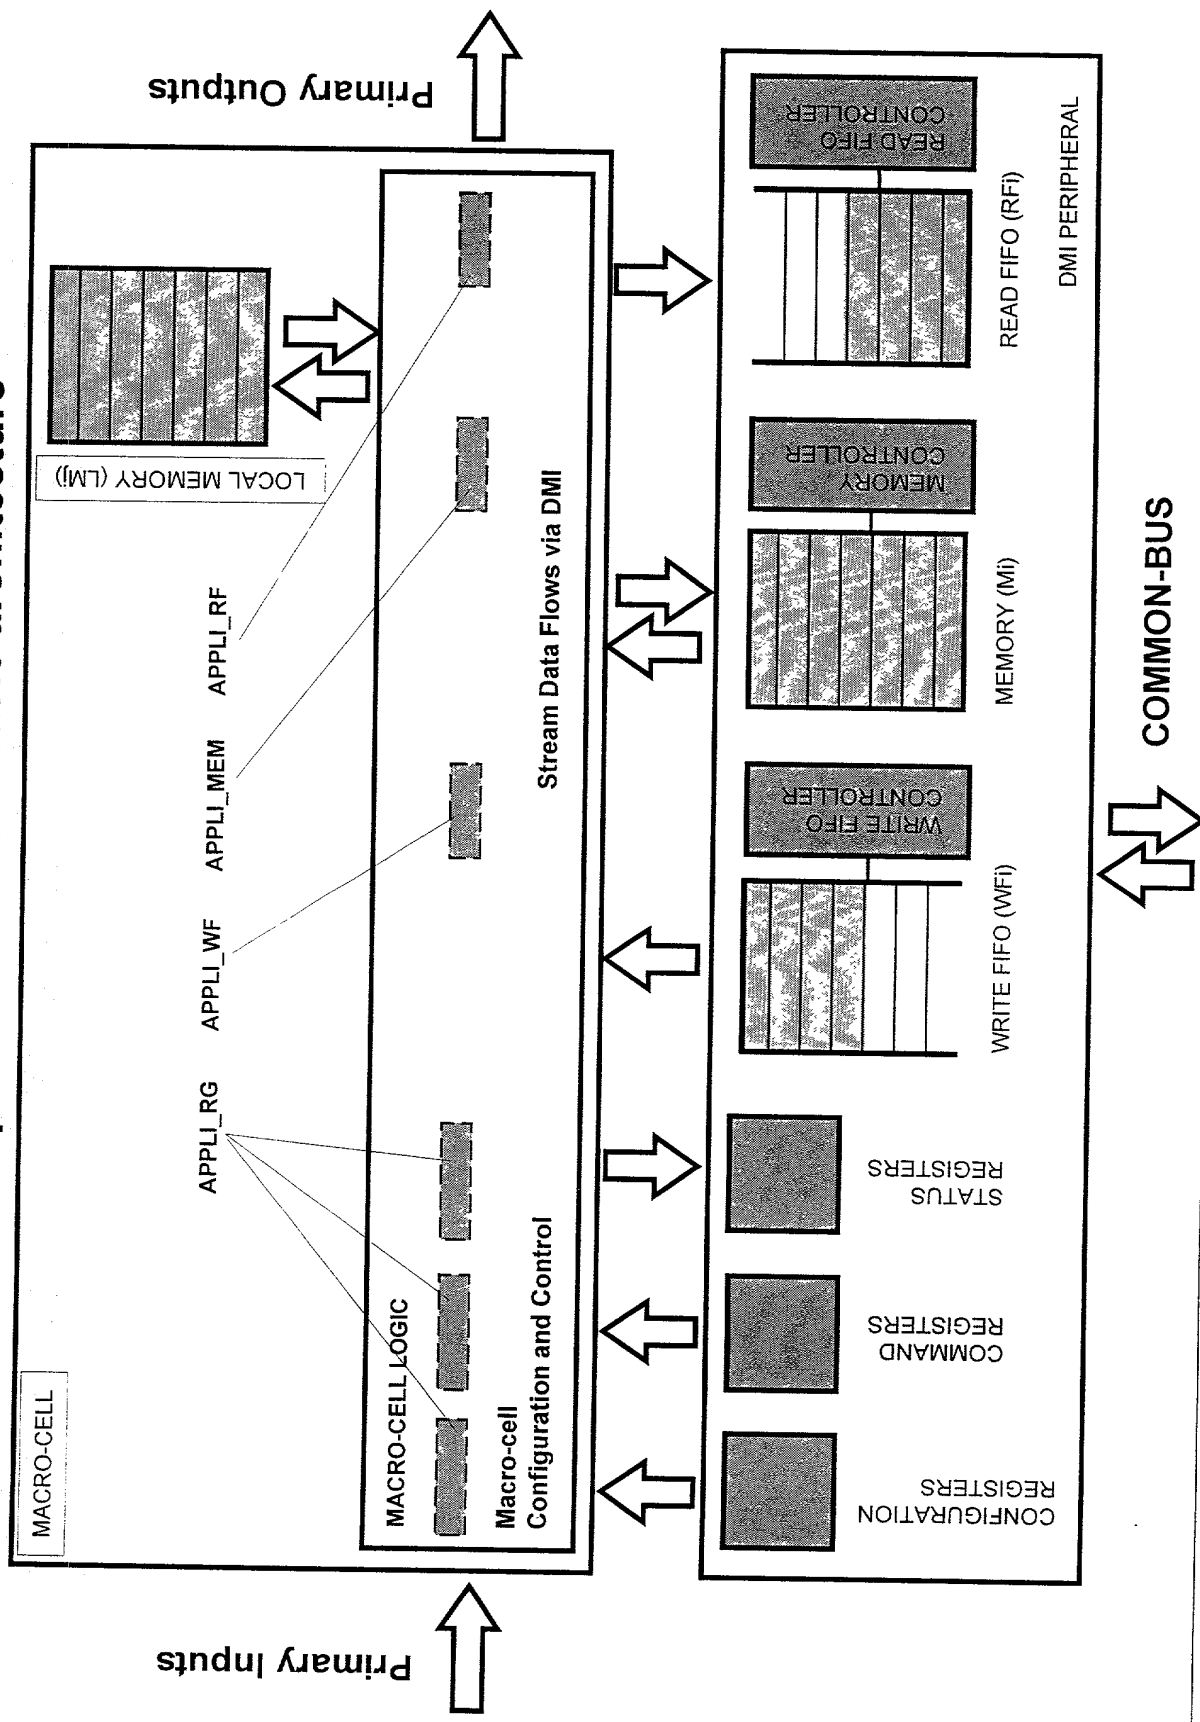 architecture
MACRO-CELL
LOCAL MEMORY (LMj)
APPLI_RG
APPLI_WF
APPLI_MEM
APPLI_RF
MACRO-CELL LOGIC
Macro-cell
Configuration and Control
Stream Data Flows via DMI
Primary Inputs
Primary Outputs
CONFIGURATION
REGISTERS
COMMAND
REGISTERS
STATUS
REGISTERS
WRITE FIFO (WFi)
WRITE FIFO
CONTROLLER
MEMORY (Mi)
MEMORY
CONTROLLER
READ FIFO (RFi)
READ FIFO
CONTROLLER
DMI PERIPHERAL
COMMON-BUS